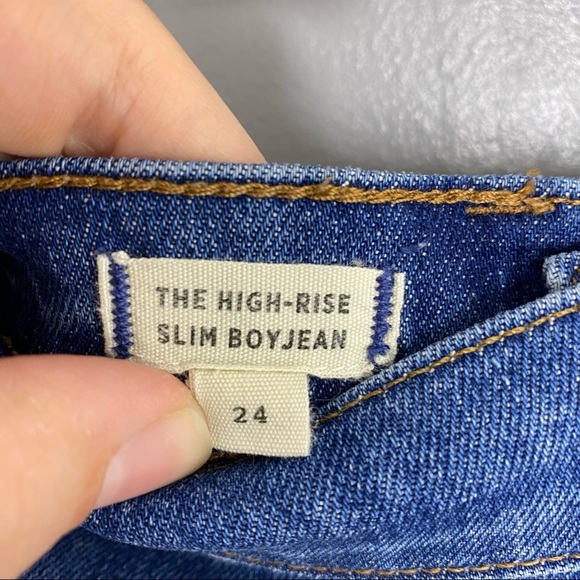 THE HIGH-RISE
SLIM BOYJEAN
24